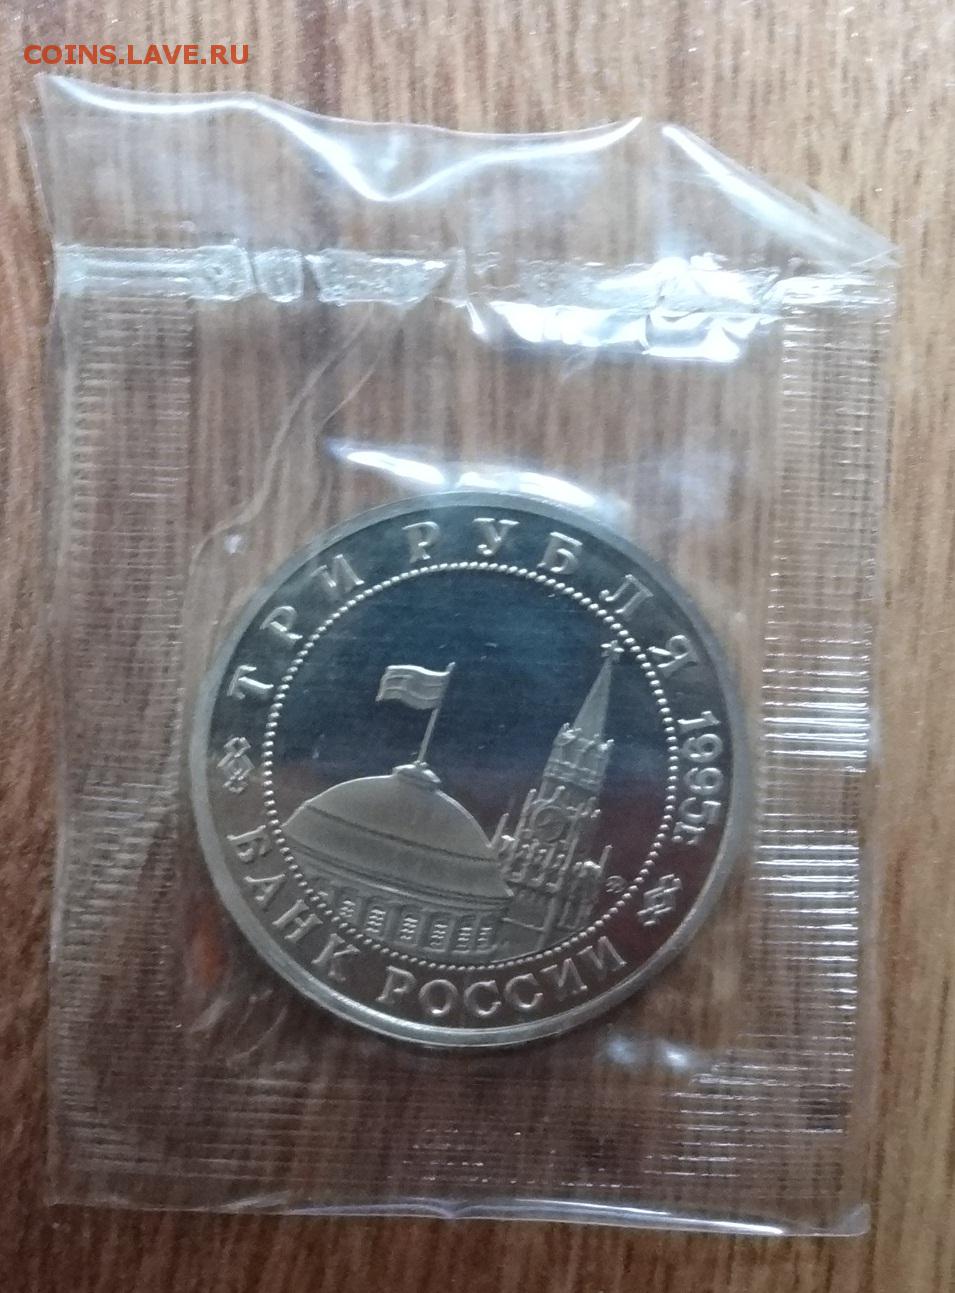 COINS.LAVE.RU
ТРИ РУБЛЯ 1995г.
БАНК РОССИИ